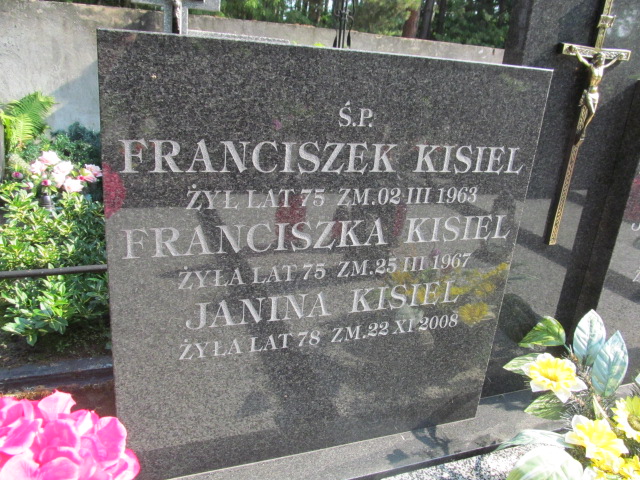 Ś.P.
FRANCISZEK KISIEL
ŻYŁ LAT 75 ZM. 02 III 1963
FRANCISZKA KISIEL
ŻYŁA LAT 75 ZM. 25 III 1967
JANINA KISIEL
ŻYŁA LAT 78 ZM. 22 XI 2008